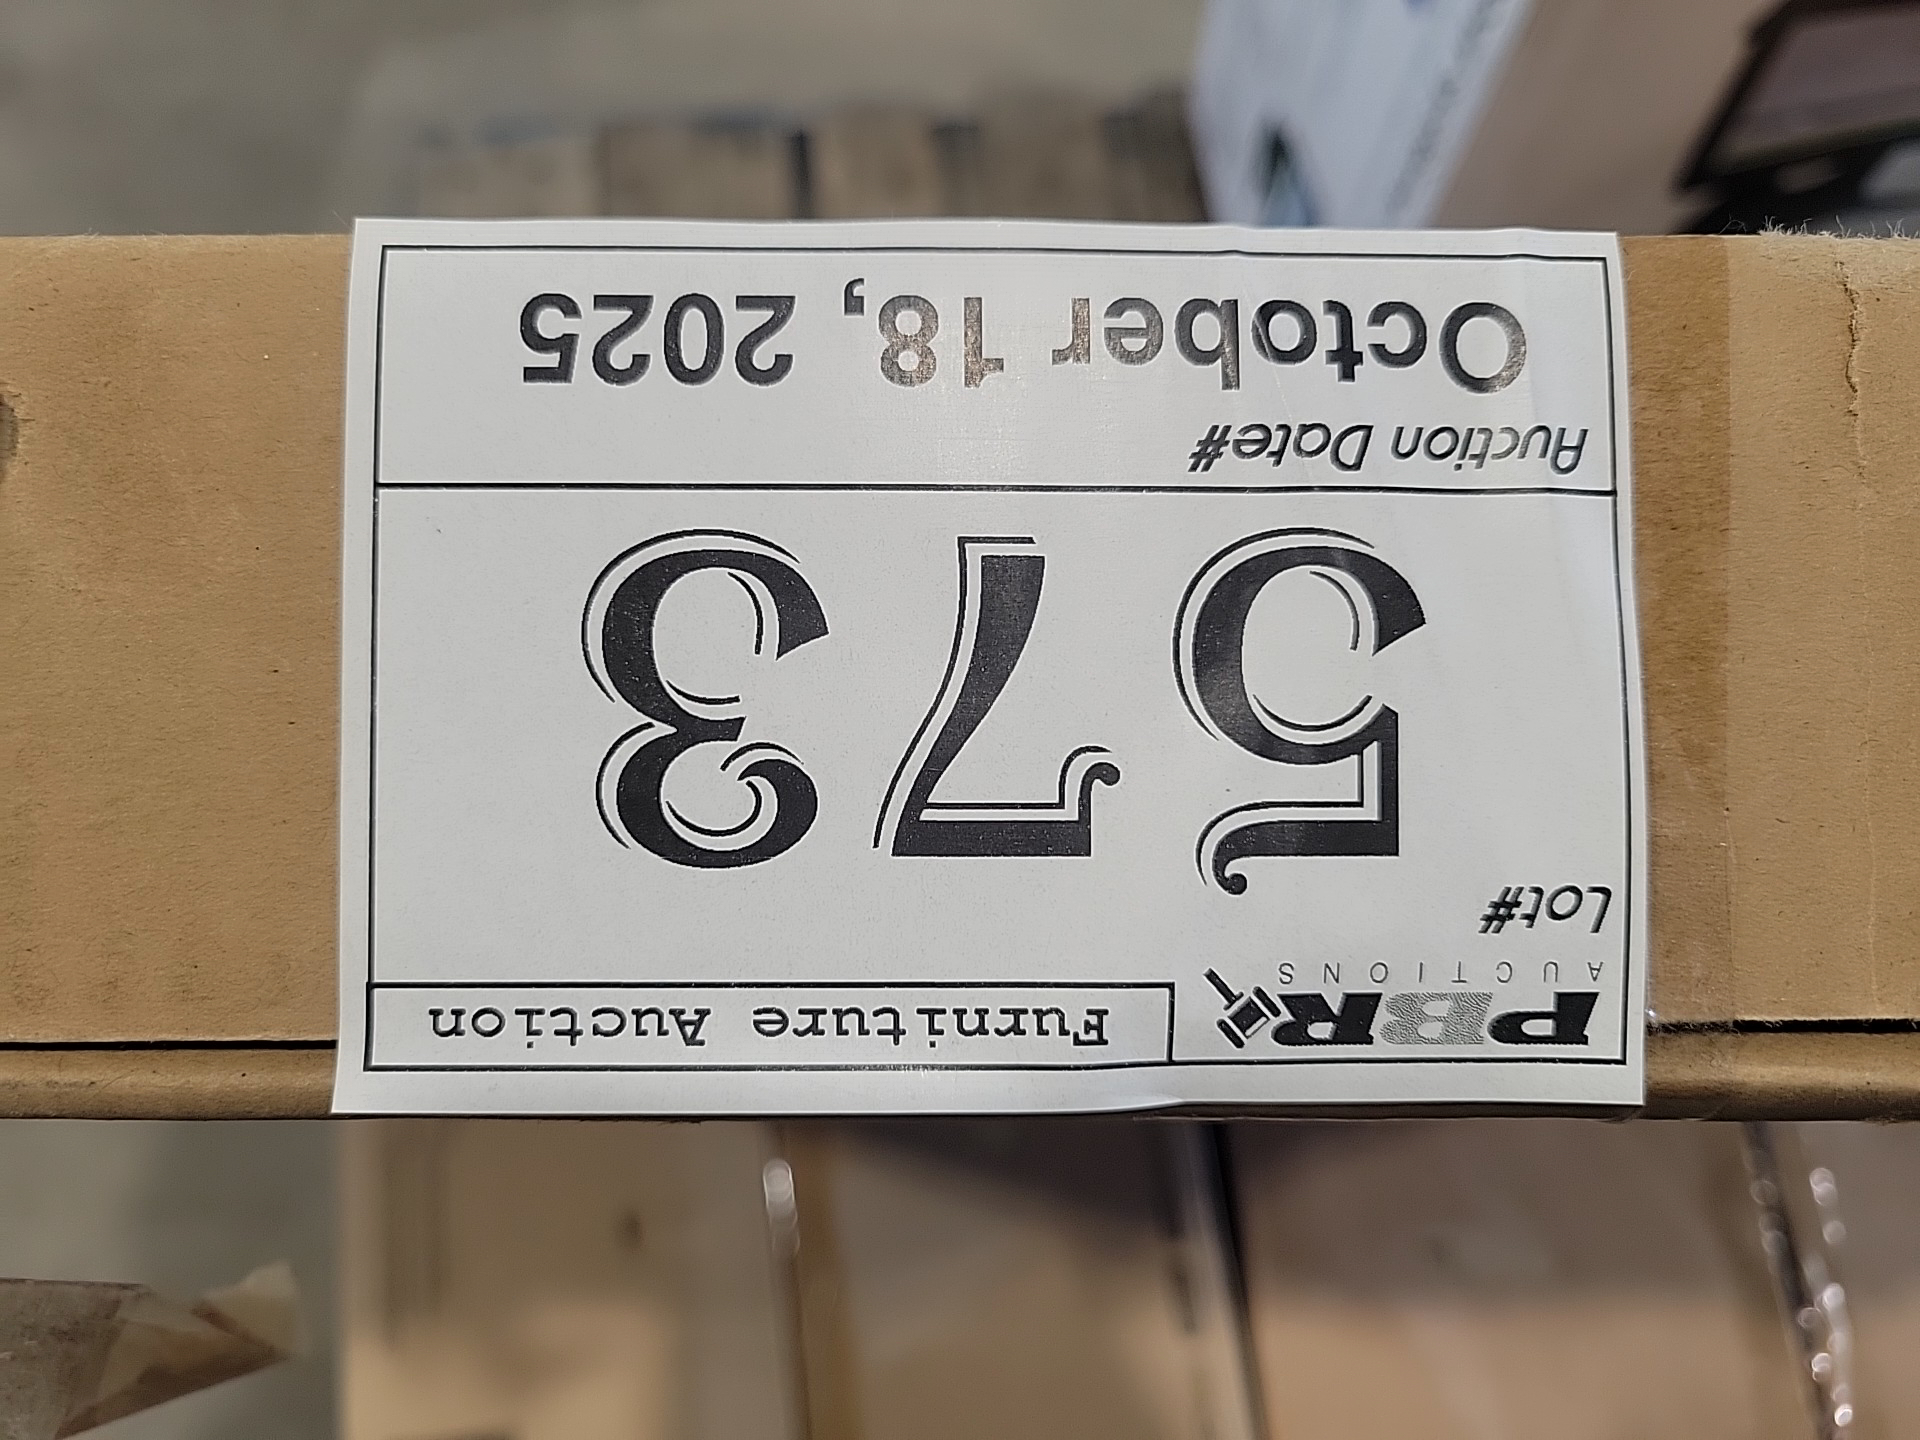 PBR
AUCTIONS
Furniture Auction
Lot#
573
Auction Date#
October 18, 2025